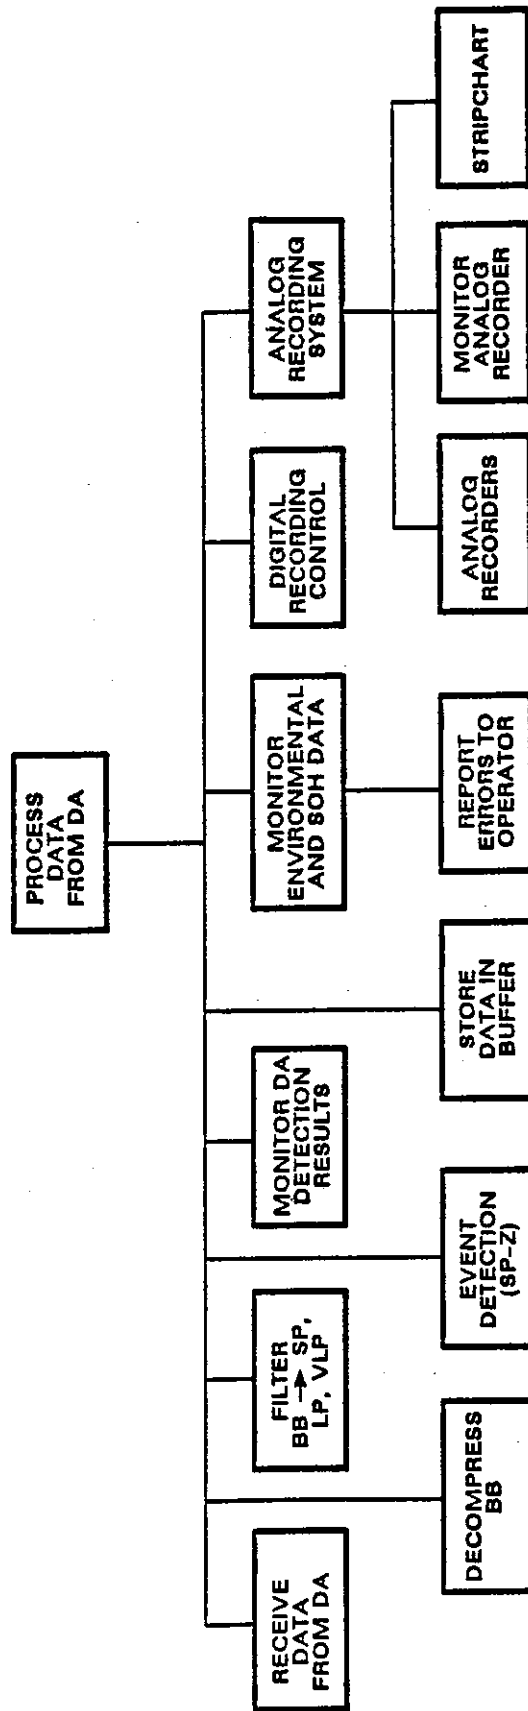 PROCESS
DATA
FROM DA
RECEIVE
DATA
FROM DA
FILTER
BB → SP,
LP, VLP
MONITOR DA
DETECTION
RESULTS
MONITOR
ENVIRONMENTAL
AND SOH DATA
DIGITAL
RECORDING
CONTROL
ANALOG
RECORDING
SYSTEM
DECOMPRESS
BB
EVENT
DETECTION
(SP-Z)
STORE
DATA IN
BUFFER
REPORT
ERRORS TO
OPERATOR
ANALOG
RECORDERS
MONITOR
ANALOG
RECORDER
STRIPCHART